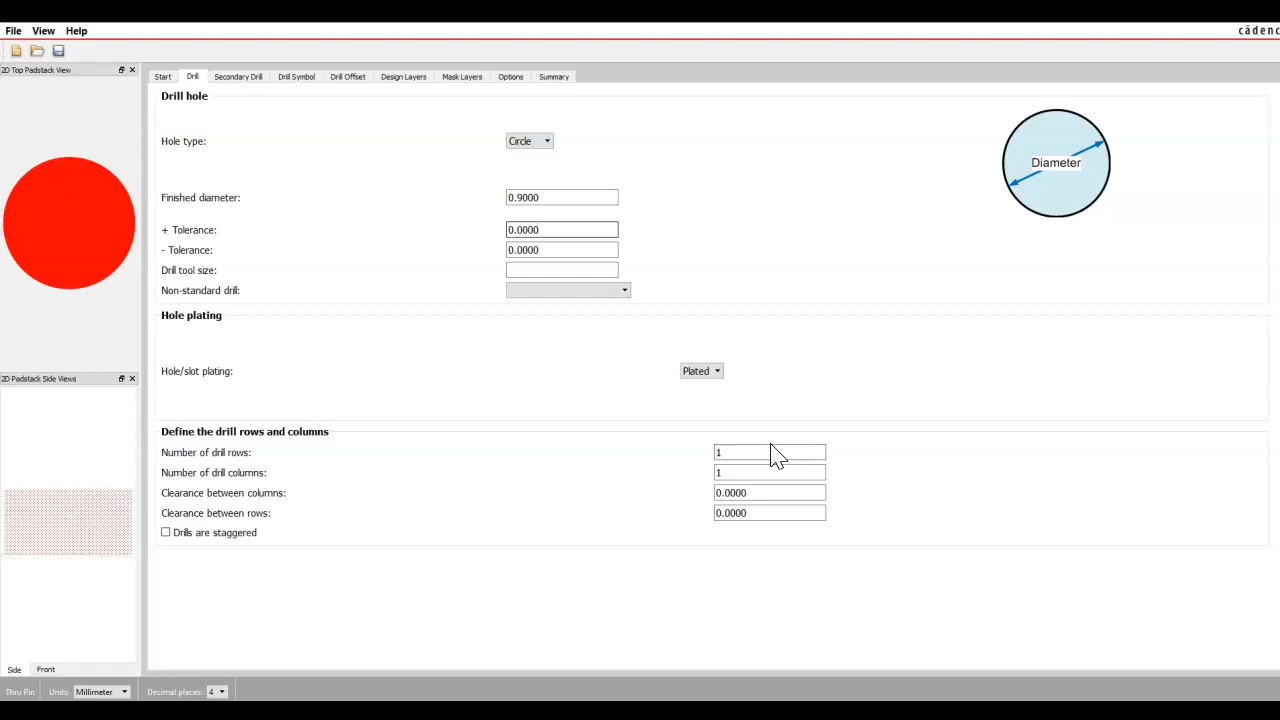 File View Help
cādenc
2D Top Padstack View
Start Drill Secondary Drill Drill Symbol Drill Offset Design Layers Mask Layers Options Summary
Drill hole
Hole type: Circle
Diameter
Finished diameter: 0.9000
+ Tolerance: 0.0000
- Tolerance: 0.0000
Drill tool size:
Non-standard drill:
Hole plating
Hole/slot plating: Plated
2D Padstack Side Views
Define the drill rows and columns
Number of drill rows: 1
Number of drill columns: 1
Clearance between columns: 0.0000
Clearance between rows: 0.0000
Drills are staggered
Side Front
Thru Pin Units: Millimeter Decimal places: 4